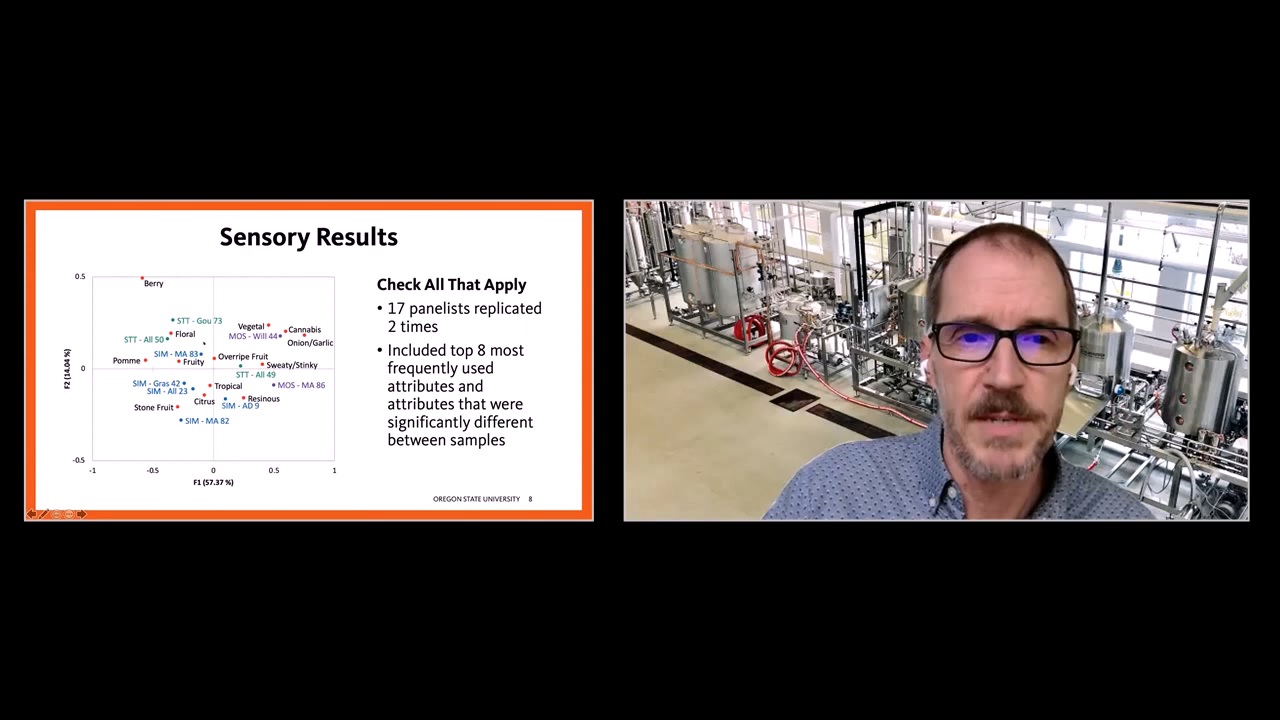 Sensory Results
0.5
Berry
STT - Gou 73
Floral
STT - All 50
Vegetal
Cannabis
MOS - Will 44
Onion/Garlic
SIM - MA 83
Pomme
Fruity
Overripe Fruit
Sweaty/Stinky
0
STT - All 49
SIM - Gras 42
Tropical
MOS - MA 86
SIM - All 23
Citrus
Resinous
SIM - AD 9
Stone Fruit
SIM - MA 82
-0.5
-1
-0.5
0
0.5
1
F2 (14.04 %)
F1 (57.37 %)
Check All That Apply
• 17 panelists replicated
2 times
• Included top 8 most
frequently used
attributes and
attributes that were
significantly different
between samples
OREGON STATE UNIVERSITY 8